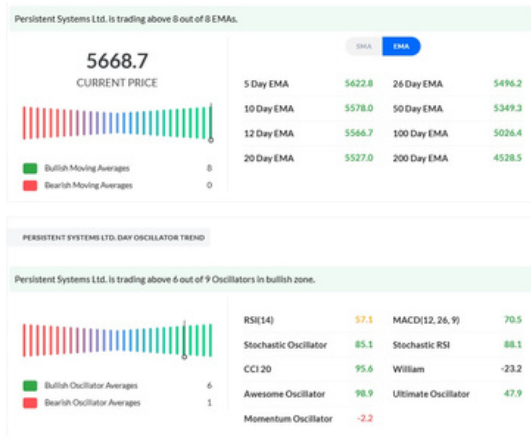 Persistent Systems Ltd. is trading above 8 out of 8 EMAs.
5668.7
CURRENT PRICE
Bullish Moving Averages 8
Bearish Moving Averages 0
SMA EMA
5 Day EMA 5622.8 26 Day EMA 5496.2
10 Day EMA 5578.0 50 Day EMA 5349.3
12 Day EMA 5566.7 100 Day EMA 5026.4
20 Day EMA 5527.0 200 Day EMA 4528.5
PERSISTENT SYSTEMS LTD. DAY OSCILLATOR TREND
Persistent Systems Ltd. is trading above 6 out of 9 Oscillators in bullish zone.
Bullish Oscillator Averages 6
Bearish Oscillator Averages 1
RSI(14) 57.1 MACD(12, 26, 9) 70.5
Stochastic Oscillator 85.1 Stochastic RSI 88.1
CCI 20 95.6 William -23.2
Awesome Oscillator 98.9 Ultimate Oscillator 47.9
Momentum Oscillator -2.2